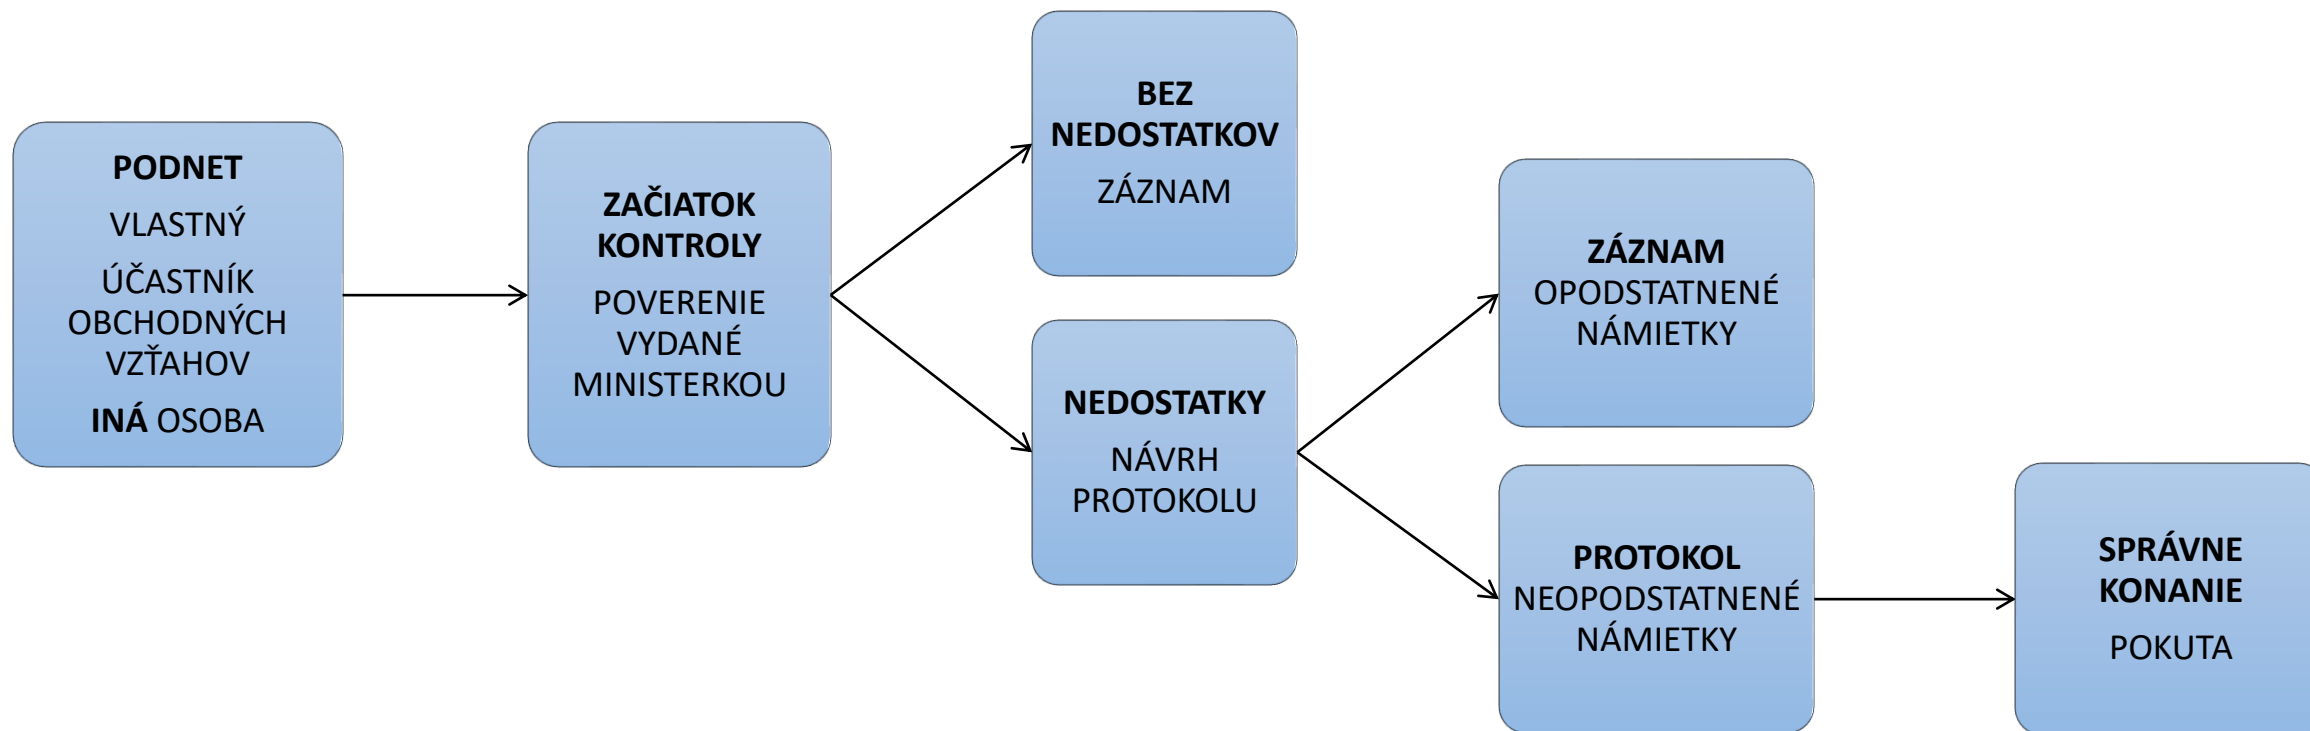 PODNET
VLASTNÝ
ÚČASTNÍK
OBCHODNÝCH
VZŤAHOV
INÁ OSOBA
ZAČIATOK
KONTROLY
POVERENIE
VYDANÉ
MINISTERKOU
BEZ
NEDOSTATKOV
ZÁZNAM
NEDOSTATKY
NÁVRH
PROTOKOLU
ZÁZNAM
OPODSTATNENÉ
NÁMIETKY
PROTOKOL
NEOPODSTATNENÉ
NÁMIETKY
SPRÁVNE
KONANIE
POKUTA